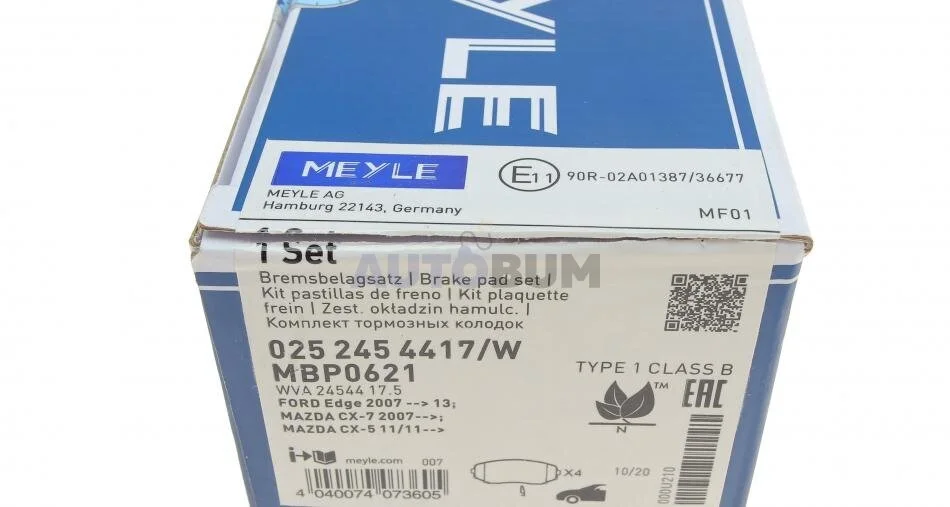 MEYLE
MEYLE
MEYLE AG
Hamburg 22143, Germany
E11 90R-02A01387/36677
MF01
1 Set
1 Set
AUTOBUM
Bremsbelagsatz | Brake pad set |
Kit pastillas de freno | Kit plaquette
frein | Zest. okładzin hamulc. |
Комплект тормозных колодок
025 245 4417/W
MBP0621
WVA 24544 17.5
FORD Edge 2007 --> 13;
MAZDA CX-7 2007-->;
MAZDA CX-5 11/11-->
TYPE 1 CLASS B
TM
EAC
N
i
meyle.com 007
X4
10/20
000U210
4 040074 073605